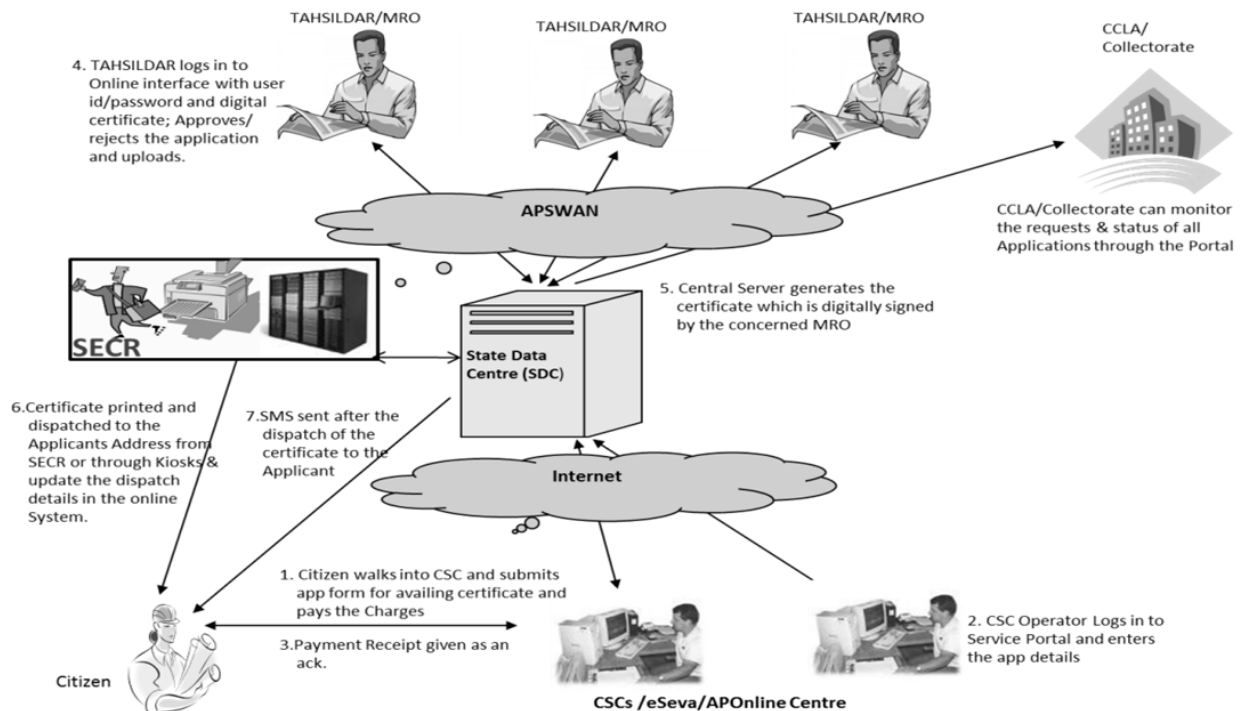 TAHSILDAR/MRO
TAHSILDAR/MRO
TAHSILDAR/MRO
CCLA/
Collectorate
4. TAHSILDAR logs in to
Online interface with user
id/password and digital
certificate; Approves/
rejects the application
and uploads.
APSWAN
CCLA/Collectorate can monitor
the requests & status of all
Applications through the Portal
5. Central Server generates the
certificate which is digitally signed
by the concerned MRO
SECR
State Data
Centre (SDC)
6.Certificate printed and
dispatched to the
Applicants Address from
SECR or through Kiosks &
update the dispatch
details in the online
System.
7.SMS sent after the
dispatch of the
certificate to the
Applicant
Internet
1. Citizen walks into CSC and submits
app form for availing certificate and
pays the Charges
3.Payment Receipt given as an
ack.
2. CSC Operator Logs in to
Service Portal and enters
the app details
Citizen
CSCs /eSeva/APOnline Centre